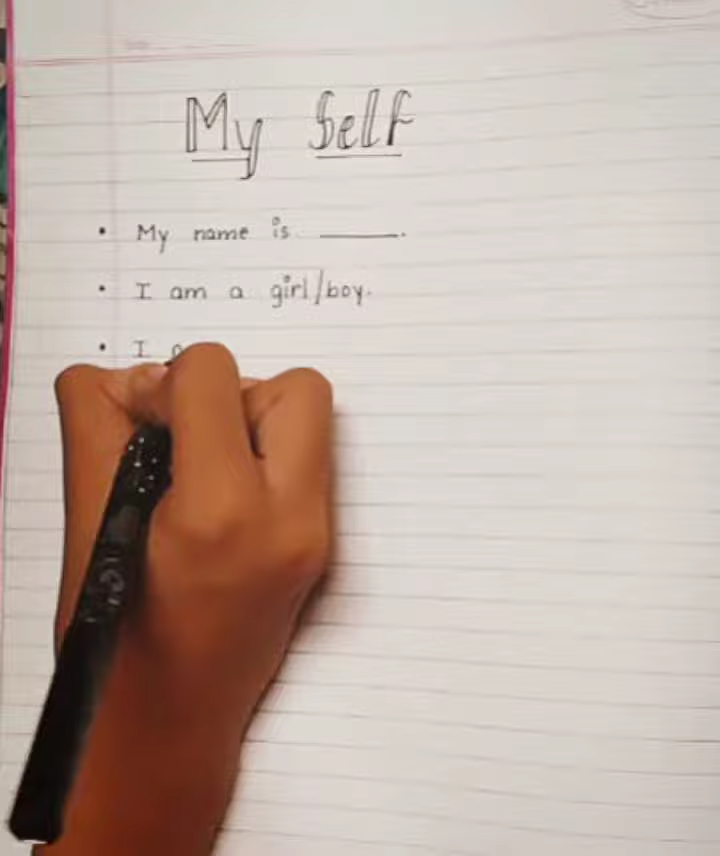 My Self
• My name is ______.
• I am a girl/boy.
• I a